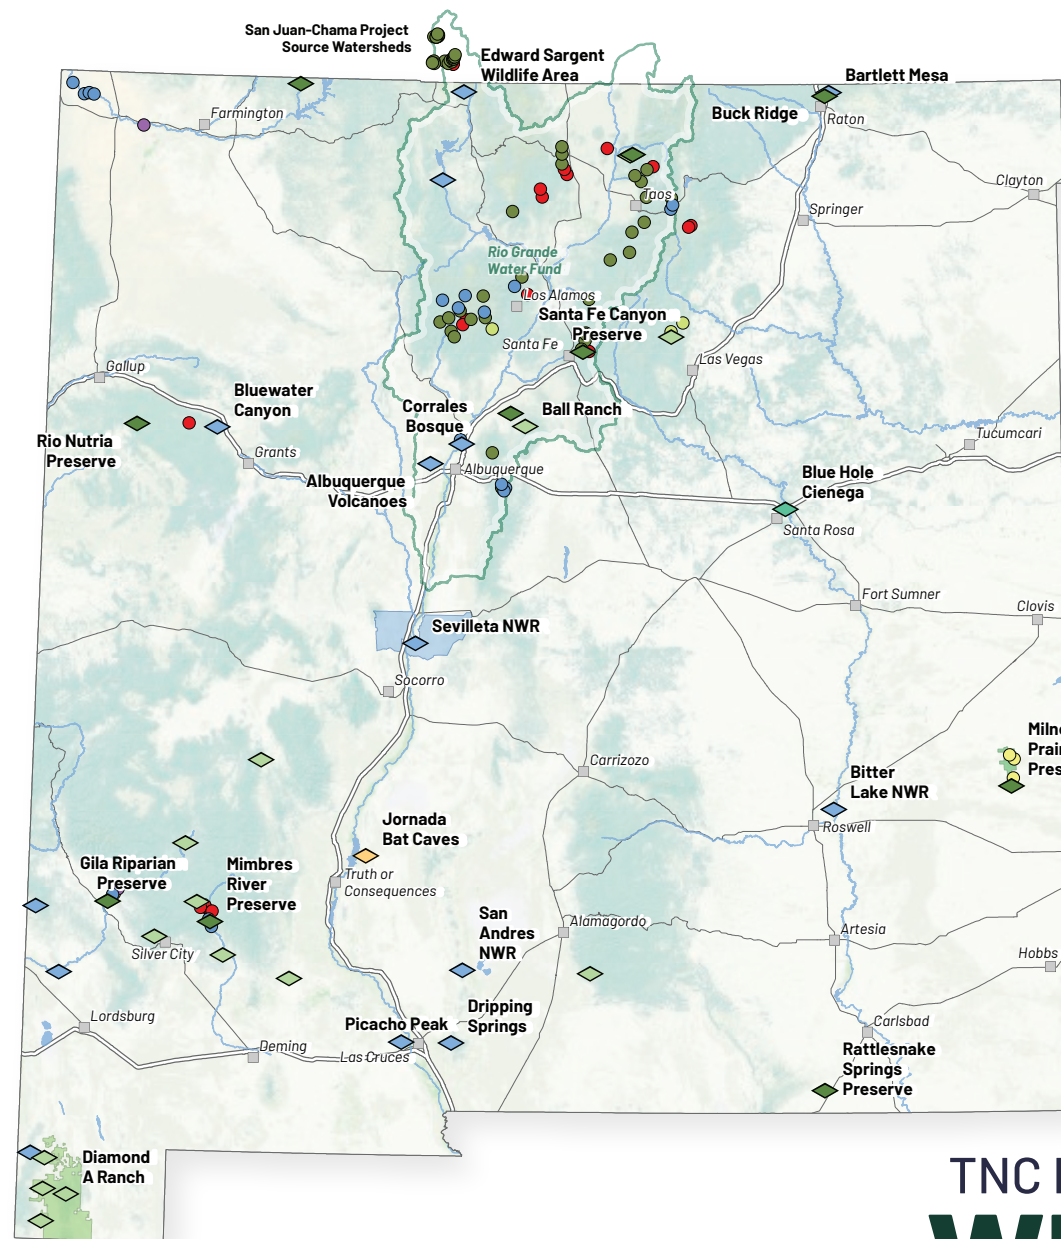 San Juan-Chama Project
Source Watersheds
Edward Sargent
Wildlife Area
Bartlett Mesa
Buck Ridge
Raton
Farmington
Clayton
Taos
Springer
Rio Grande
Water Fund
Los Alamos
Santa Fe Canyon
Preserve
Santa Fe
Las Vegas
Gallup
Bluewater
Canyon
Corrales
Bosque
Ball Ranch
Rio Nutria
Preserve
Grants
Tucumcari
Albuquerque
Albuquerque
Volcanoes
Blue Hole
Cienega
Santa Rosa
Fort Sumner
Clovis
Sevilleta NWR
Socorro
Carrizozo
Miln
Prai
Pres
Bitter
Lake NWR
Roswell
Jornada
Bat Caves
Truth or
Consequences
Gila Riparian
Preserve
Mimbres
River
Preserve
San
Andres
NWR
Alamagordo
Artesia
Silver City
Hobbs
Lordsburg
Dripping
Springs
Picacho Peak
Las Cruces
Deming
Carlsbad
Rattlesnake
Springs
Preserve
Diamond
A Ranch
TNC